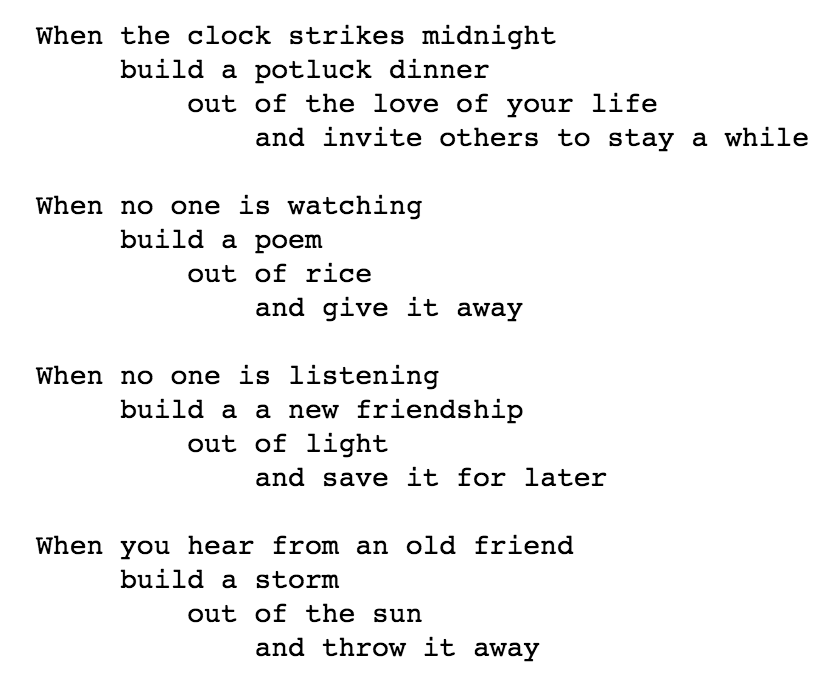 When the clock strikes midnight
build a potluck dinner
out of the love of your life
and invite others to stay a while
When no one is watching
build a poem
out of rice
and give it away
When no one is listening
build a a new friendship
out of light
and save it for later
When you hear from an old friend
build a storm
out of the sun
and throw it away